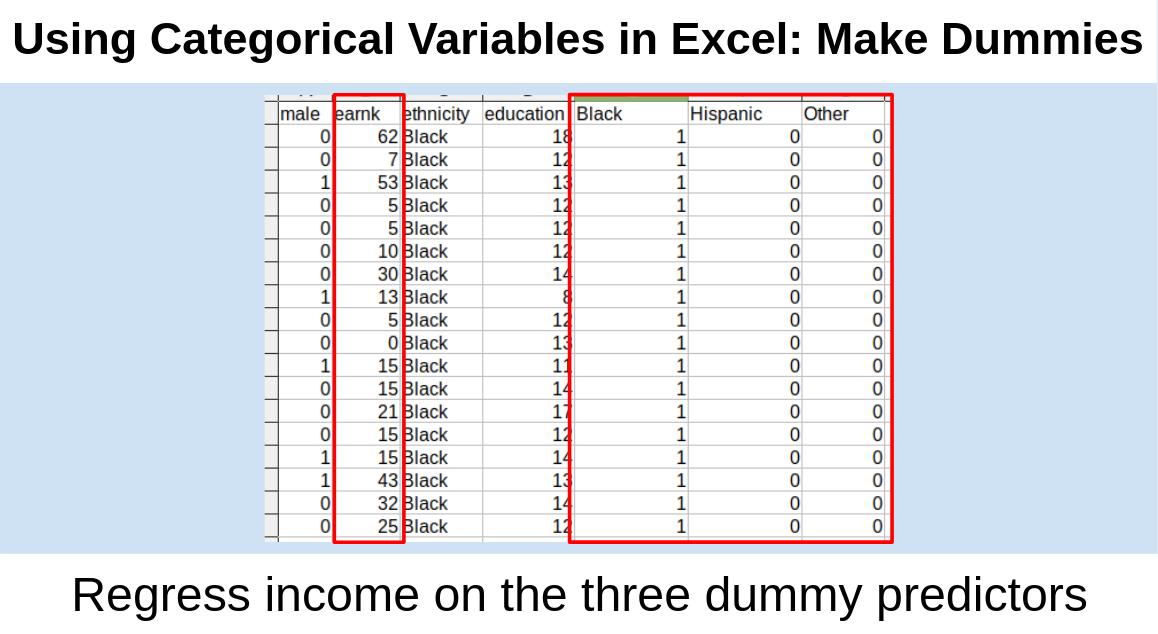 Using Categorical Variables in Excel: Make Dummies
male earnk ethnicity education Black Hispanic Other
0 62 Black 18 1 0 0
0 7 Black 12 1 0 0
1 53 Black 13 1 0 0
0 5 Black 12 1 0 0
0 5 Black 12 1 0 0
0 10 Black 12 1 0 0
0 30 Black 14 1 0 0
1 13 Black 8 1 0 0
0 5 Black 12 1 0 0
0 0 Black 13 1 0 0
1 15 Black 11 1 0 0
0 15 Black 14 1 0 0
0 21 Black 17 1 0 0
0 15 Black 12 1 0 0
1 15 Black 14 1 0 0
1 43 Black 13 1 0 0
0 32 Black 14 1 0 0
0 25 Black 12 1 0 0
Regress income on the three dummy predictors